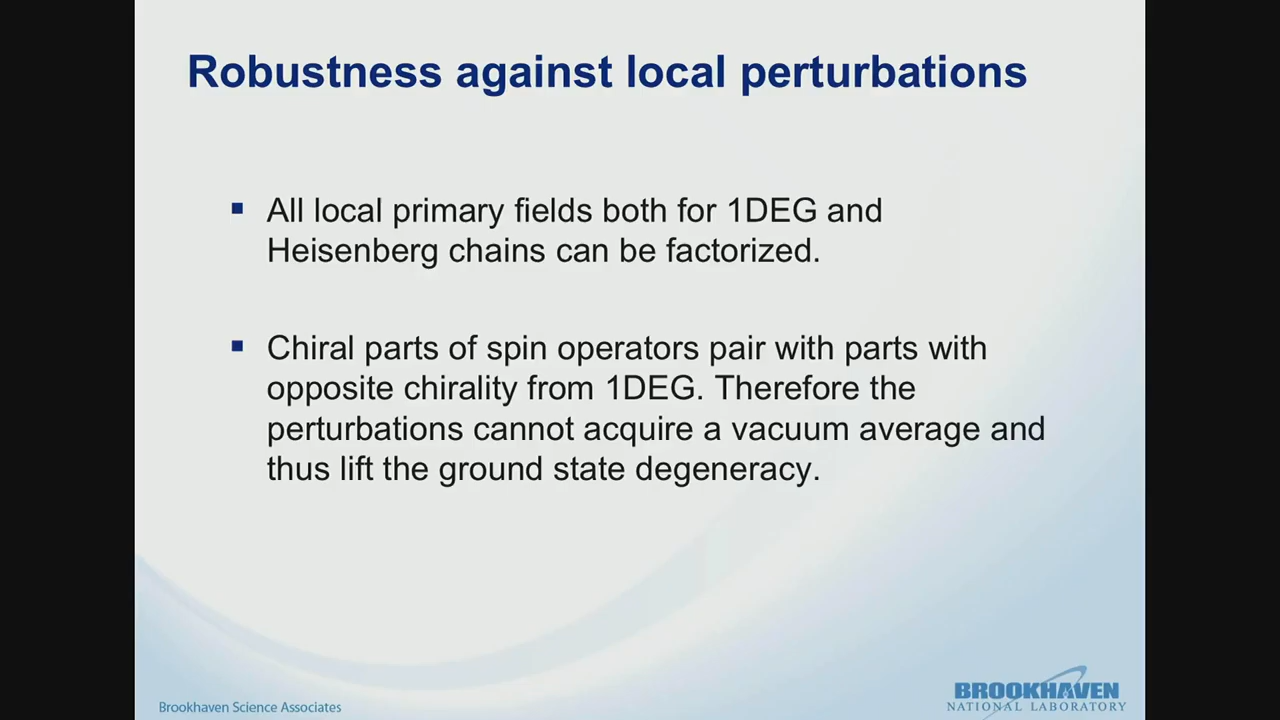 Robustness against local perturbations
▪ All local primary fields both for 1DEG and
Heisenberg chains can be factorized.
▪ Chiral parts of spin operators pair with parts with
opposite chirality from 1DEG. Therefore the
perturbations cannot acquire a vacuum average and
thus lift the ground state degeneracy.
Brookhaven Science Associates
BROOKHAVEN
NATIONAL LABORATORY